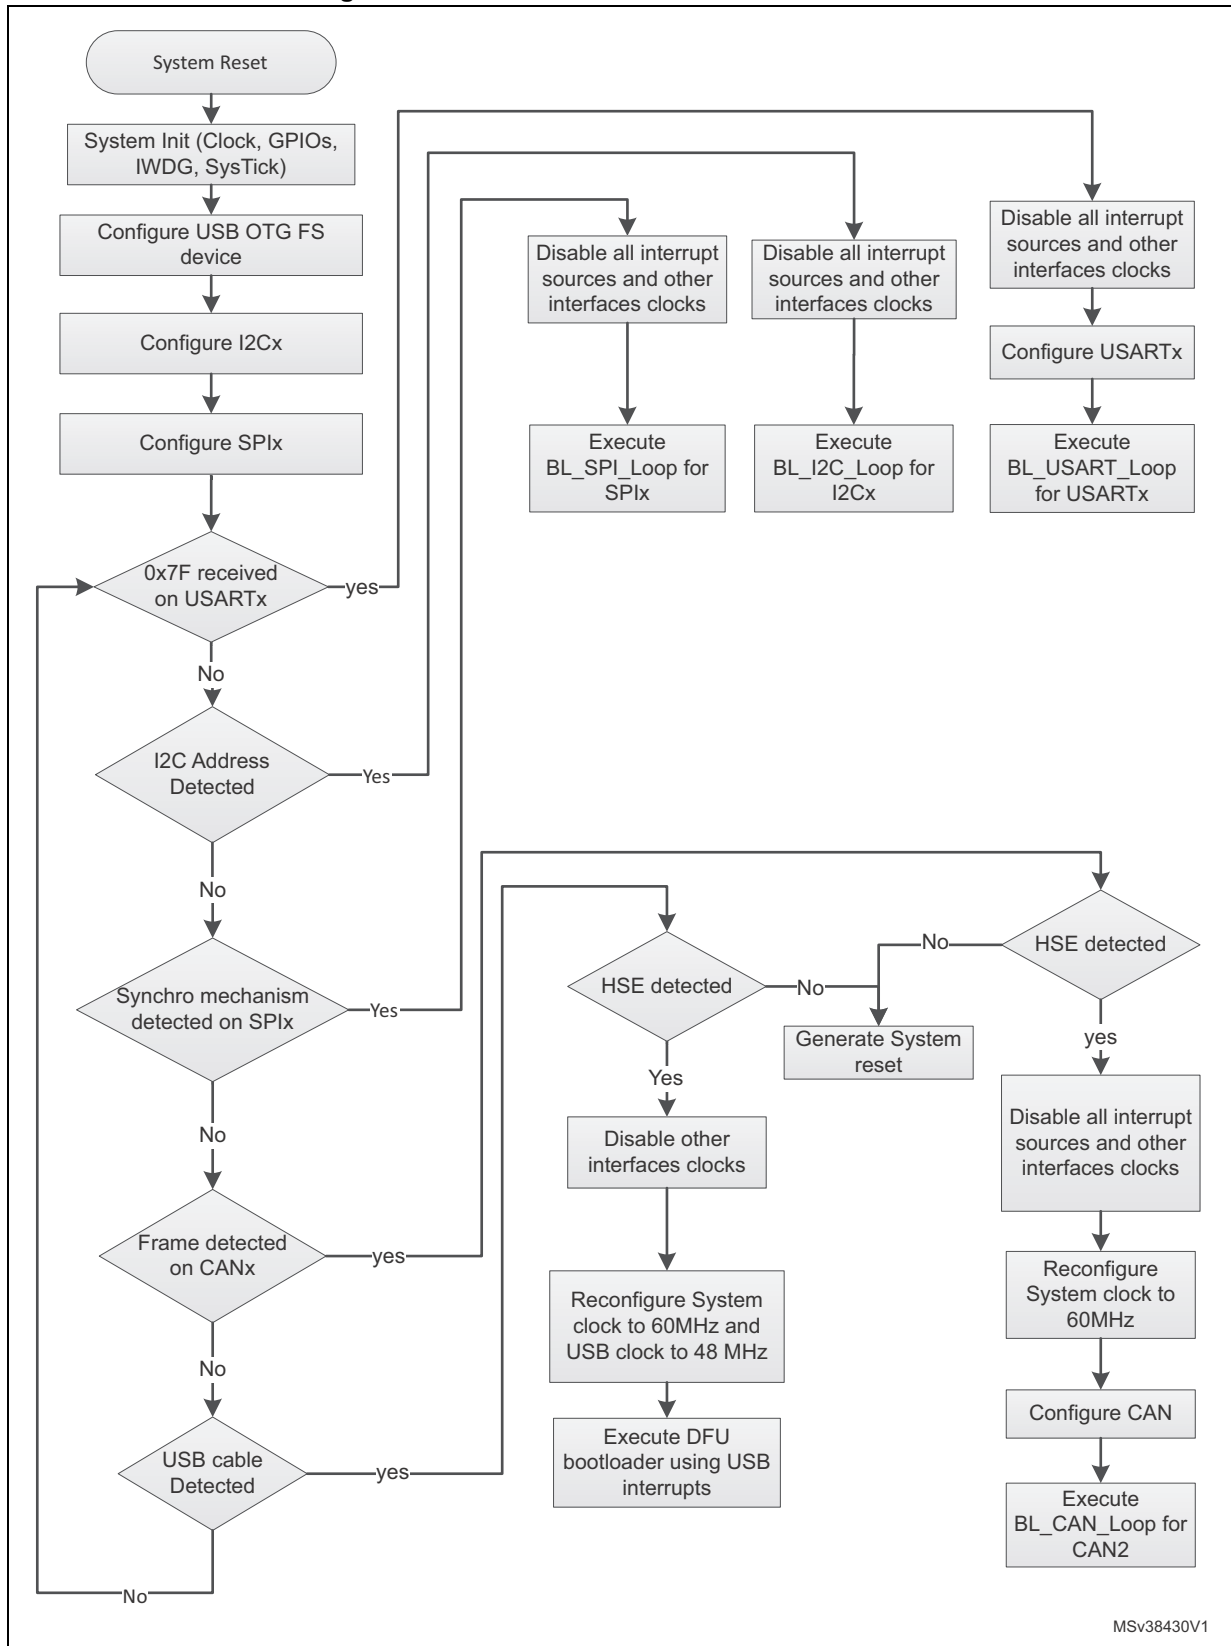 System Reset
System Init (Clock, GPIOs,
IWDG, SysTick)
Configure USB OTG FS
device
Configure I2Cx
Configure SPIx
0x7F received
on USARTx
yes
No
I2C Address
Detected
Yes
No
Synchro mechanism
detected on SPIx
Yes
No
Frame detected
on CANx
yes
No
USB cable
Detected
yes
No
Disable all interrupt
sources and other
interfaces clocks
Execute
BL_SPI_Loop for
SPIx
Disable all interrupt
sources and other
interfaces clocks
Execute
BL_I2C_Loop for
I2Cx
Disable all interrupt
sources and other
interfaces clocks
Configure USARTx
Execute
BL_USART_Loop
for USARTx
HSE detected
No
Yes
Disable other
interfaces clocks
Reconfigure System
clock to 60MHz and
USB clock to 48 MHz
Execute DFU
bootloader using USB
interrupts
Generate System
reset
HSE detected
No
yes
Disable all interrupt
sources and other
interfaces clocks
Reconfigure
System clock to
60MHz
Configure CAN
Execute
BL_CAN_Loop for
CAN2
MSv38430V1